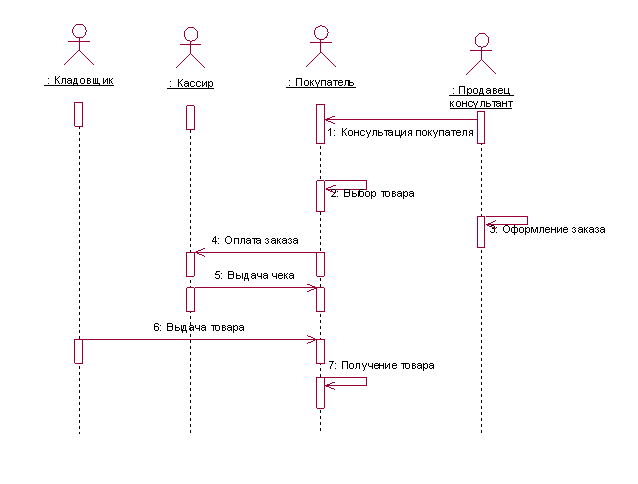 : Кладовщик
: Кассир
: Покупатель
: Продавец
консультант
1: Консультация покупателя
2: Выбор товара
3: Оформление заказа
4: Оплата заказа
5: Выдача чека
6: Выдача товара
7: Получение товара